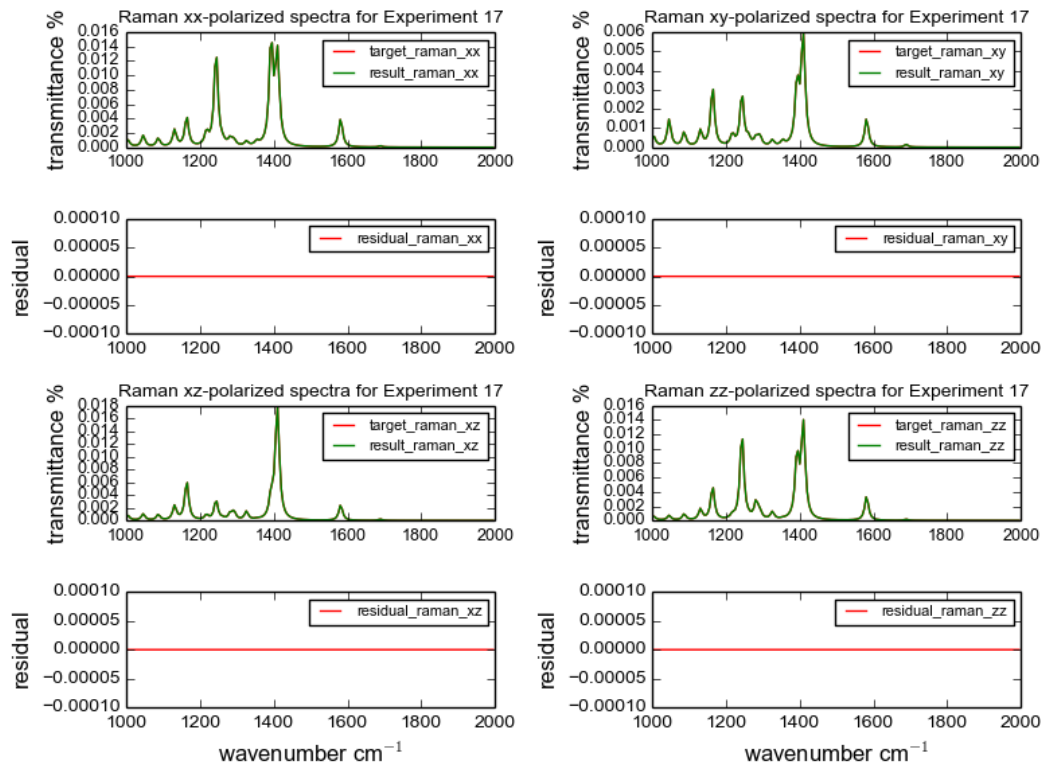 Raman xx-polarized spectra for Experiment 17
transmittance %
0.016
0.014
0.012
0.010
0.008
0.006
0.004
0.002
0.000
target_raman_xx
result_raman_xx
1000 1200 1400 1600 1800 2000
Raman xy-polarized spectra for Experiment 17
transmittance %
0.006
0.005
0.004
0.003
0.002
0.001
0.000
target_raman_xy
result_raman_xy
1000 1200 1400 1600 1800 2000
residual
0.00010
0.00005
0.00000
−0.00005
−0.00010
residual_raman_xx
1000 1200 1400 1600 1800 2000
residual
0.00010
0.00005
0.00000
−0.00005
−0.00010
residual_raman_xy
1000 1200 1400 1600 1800 2000
Raman xz-polarized spectra for Experiment 17
transmittance %
0.018
0.016
0.014
0.012
0.010
0.008
0.006
0.004
0.002
0.000
target_raman_xz
result_raman_xz
1000 1200 1400 1600 1800 2000
Raman zz-polarized spectra for Experiment 17
transmittance %
0.016
0.014
0.012
0.010
0.008
0.006
0.004
0.002
0.000
target_raman_zz
result_raman_zz
1000 1200 1400 1600 1800 2000
residual
0.00010
0.00005
0.00000
−0.00005
−0.00010
residual_raman_xz
1000 1200 1400 1600 1800 2000
wavenumber cm⁻¹
residual
0.00010
0.00005
0.00000
−0.00005
−0.00010
residual_raman_zz
1000 1200 1400 1600 1800 2000
wavenumber cm⁻¹